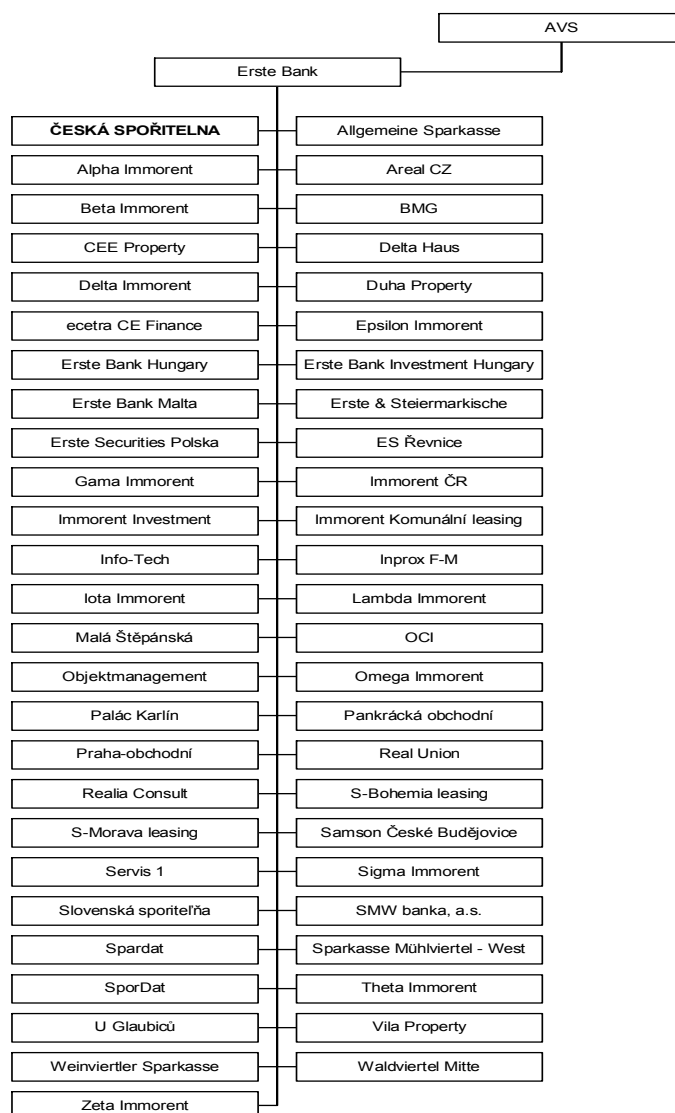 AVS
Erste Bank
ČESKÁ SPOŘITELNA
Allgemeine Sparkasse
Alpha Immorent
Areal CZ
Beta Immorent
BMG
CEE Property
Delta Haus
Delta Immorent
Duha Property
ecetra CE Finance
Epsilon Immorent
Erste Bank Hungary
Erste Bank Investment Hungary
Erste Bank Malta
Erste & Steiermarkische
Erste Securities Polska
ES Řevnice
Gama Immorent
Immorent ČR
Immorent Investment
Immorent Komunální leasing
Info-Tech
Inprox F-M
Iota Immorent
Lambda Immorent
Malá Štěpánská
OCI
Objektmanagement
Omega Immorent
Palác Karlín
Pankrácká obchodní
Praha-obchodní
Real Union
Realia Consult
S-Bohemia leasing
S-Morava leasing
Samson České Budějovice
Servis 1
Sigma Immorent
Slovenská sporiteľňa
SMW banka, a.s.
Spardat
Sparkasse Mühlviertel - West
SporDat
Theta Immorent
U Glaubiců
Vila Property
Weinviertler Sparkasse
Waldviertel Mitte
Zeta Immorent